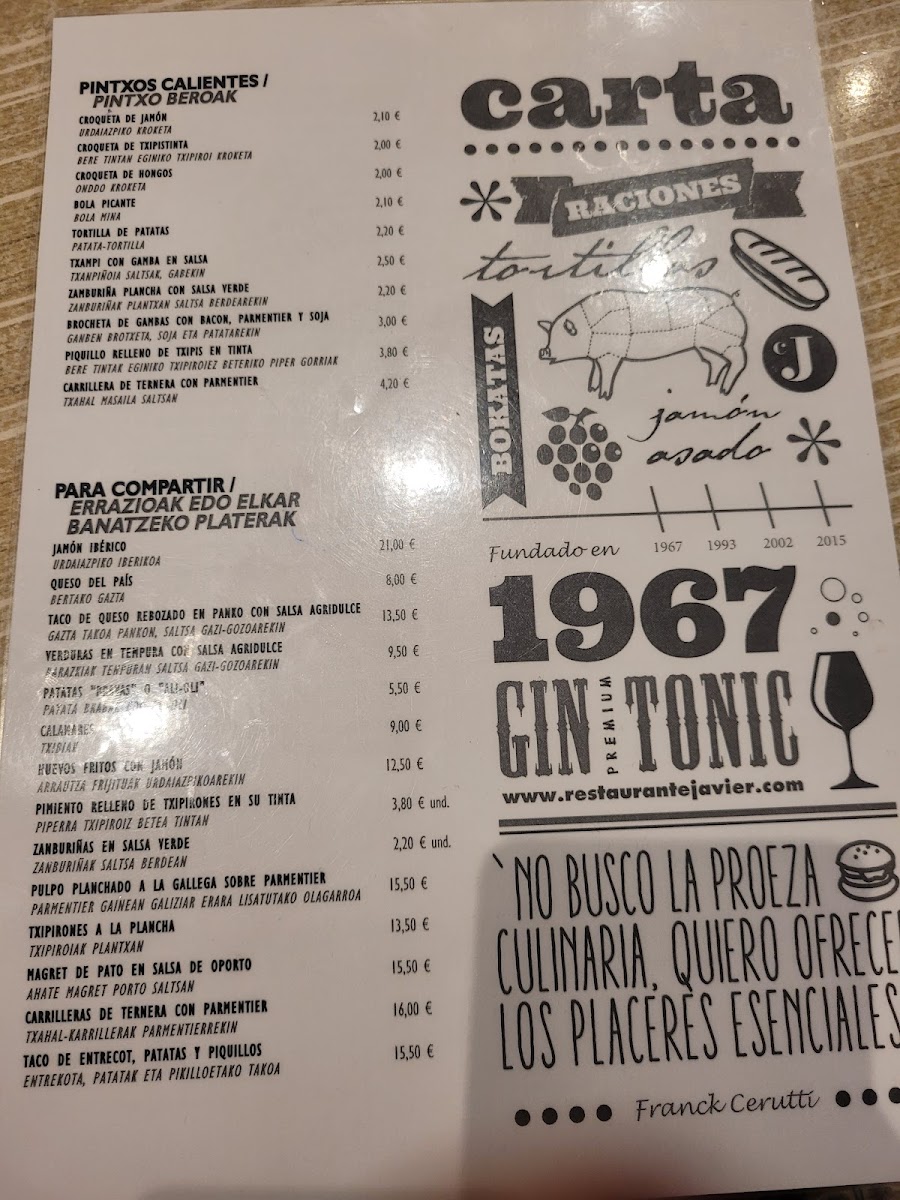 PINTXOS CALIENTES /
PINTXO BEROAK
CROQUETA DE JAMÓN 2,10 €
URDAIAZPIKO KROKETA
CROQUETA DE TXIPISTINTA 2,00 €
BERE TINTAN EGINIKO TXIPIROI KROKETA
CROQUETA DE HONGOS 2,00 €
ONDDO KROKETA
BOLA PICANTE 2,10 €
BOLA MINA
TORTILLA DE PATATAS 2,20 €
PATATA-TORTILLA
TXAMPI CON GAMBA EN SALSA 2,50 €
TXANPIÑOIA SALTSAK, GABEKIN
ZAMBURIÑA PLANCHA CON SALSA VERDE 2,20 €
ZANBURIÑAK PLANTXAN SALTSA BERDEAREKIN
BROCHETA DE GAMBAS CON BACON, PARMENTIER Y SOJA 3,00 €
GANBEN BROTXETA, SOJA ETA PATATAREKIN
PIQUILLO RELLENO DE TXIPIS EN TINTA 3,80 €
BERE TINTAK EGINIKO TXIPIROIEZ BETERIKO PIPER GORRIAK
CARRILLERA DE TERNERA CON PARMENTIER 4,20 €
TXAHAL MASAILA SALTSAN
PARA COMPARTIR /
ERRAZIOAK EDO ELKAR
BANATZEKO PLATERAK
JAMÓN IBÉRICO 21,00 €
URDAIAZPIKO IBERIKOA
QUESO DEL PAÍS 8,00 €
BERTAKO GAZTA
TACO DE QUESO REBOZADO EN PANKO CON SALSA AGRIDULCE 13,50 €
GAZTA TAKOA PANKON, SALTSA GAZI-GOZOAREKIN
VERDURAS EN TEMPURA CON SALSA AGRIDULCE 9,50 €
BARAZKIAK TENPURAN SALTSA GAZI-GOZOAREKIN
PATATAS "BRAVAS" O "ALI-OLI" 5,50 €
PATATA
CALAMARES 9,00 €
TXIBIAK
HUEVOS FRITOS CON JAMÓN 12,50 €
ARRAUTZA FRIJITUAK URDAIAZPIKOAREKIN
PIMIENTO RELLENO DE TXIPIRONES EN SU TINTA 3,80 € und.
PIPERRA TXIPIROIZ BETEA TINTAN
ZANBURIÑAS EN SALSA VERDE 2,20 € und.
ZANBURIÑAK SALTSA BERDEAN
PULPO PLANCHADO A LA GALLEGA SOBRE PARMENTIER 15,50 €
PARMENTIER GAINEAN GALIZIAR ERARA LISATUTAKO OLAGARROA
TXIPIRONES A LA PLANCHA 13,50 €
TXIPIROIAK PLANTXAN
MAGRET DE PATO EN SALSA DE OPORTO 15,50 €
AHATE MAGRET PORTO SALTSAN
CARRILLERAS DE TERNERA CON PARMENTIER 16,00 €
TXAHAL-KARRILLERAK PARMENTIERREKIN
TACO DE ENTRECOT, PATATAS Y PIQUILLOS 15,50 €
ENTREKOTA, PATATAK ETA PIKILLOETAKO TAKOA
carta
RACIONES
tortillas
BOKATAS
J
jamón
asado
Fundado en
1967 1993 2002 2015
1967
GIN PREMIUM TONIC
www.restaurantejavier.com
`NO BUSCO LA PROEZA
CULINARIA, QUIERO OFRECE
LOS PLACERES ESENCIALES
Franck Cerutti